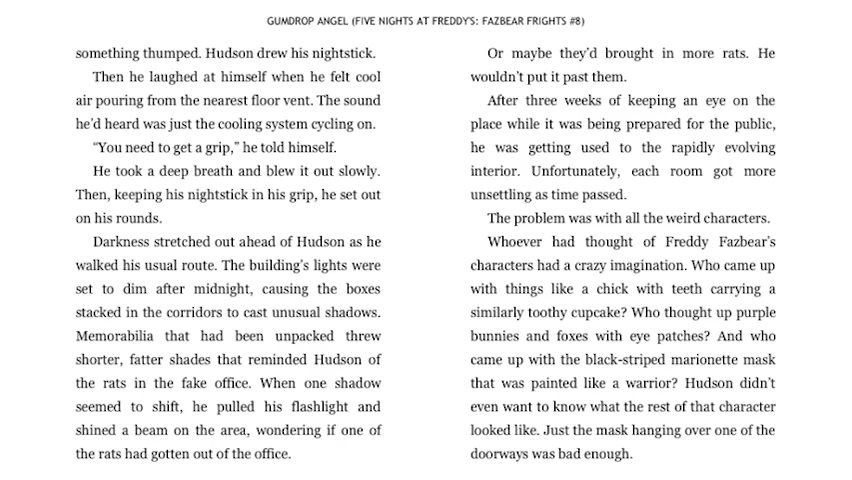 GUMDROP ANGEL (FIVE NIGHTS AT FREDDY'S: FAZBEAR FRIGHTS #8)
something thumped. Hudson drew his nightstick.
Then he laughed at himself when he felt cool
air pouring from the nearest floor vent. The sound
he’d heard was just the cooling system cycling on.
“You need to get a grip,” he told himself.
He took a deep breath and blew it out slowly.
Then, keeping his nightstick in his grip, he set out
on his rounds.
Darkness stretched out ahead of Hudson as he
walked his usual route. The building’s lights were
set to dim after midnight, causing the boxes
stacked in the corridors to cast unusual shadows.
Memorabilia that had been unpacked threw
shorter, fatter shades that reminded Hudson of
the rats in the fake office. When one shadow
seemed to shift, he pulled his flashlight and
shined a beam on the area, wondering if one of
the rats had gotten out of the office.
Or maybe they’d brought in more rats. He
wouldn’t put it past them.
After three weeks of keeping an eye on the
place while it was being prepared for the public,
he was getting used to the rapidly evolving
interior. Unfortunately, each room got more
unsettling as time passed.
The problem was with all the weird characters.
Whoever had thought of Freddy Fazbear’s
characters had a crazy imagination. Who came up
with things like a chick with teeth carrying a
similarly toothy cupcake? Who thought up purple
bunnies and foxes with eye patches? And who
came up with the black-striped marionette mask
that was painted like a warrior? Hudson didn’t
even want to know what the rest of that character
looked like. Just the mask hanging over one of the
doorways was bad enough.